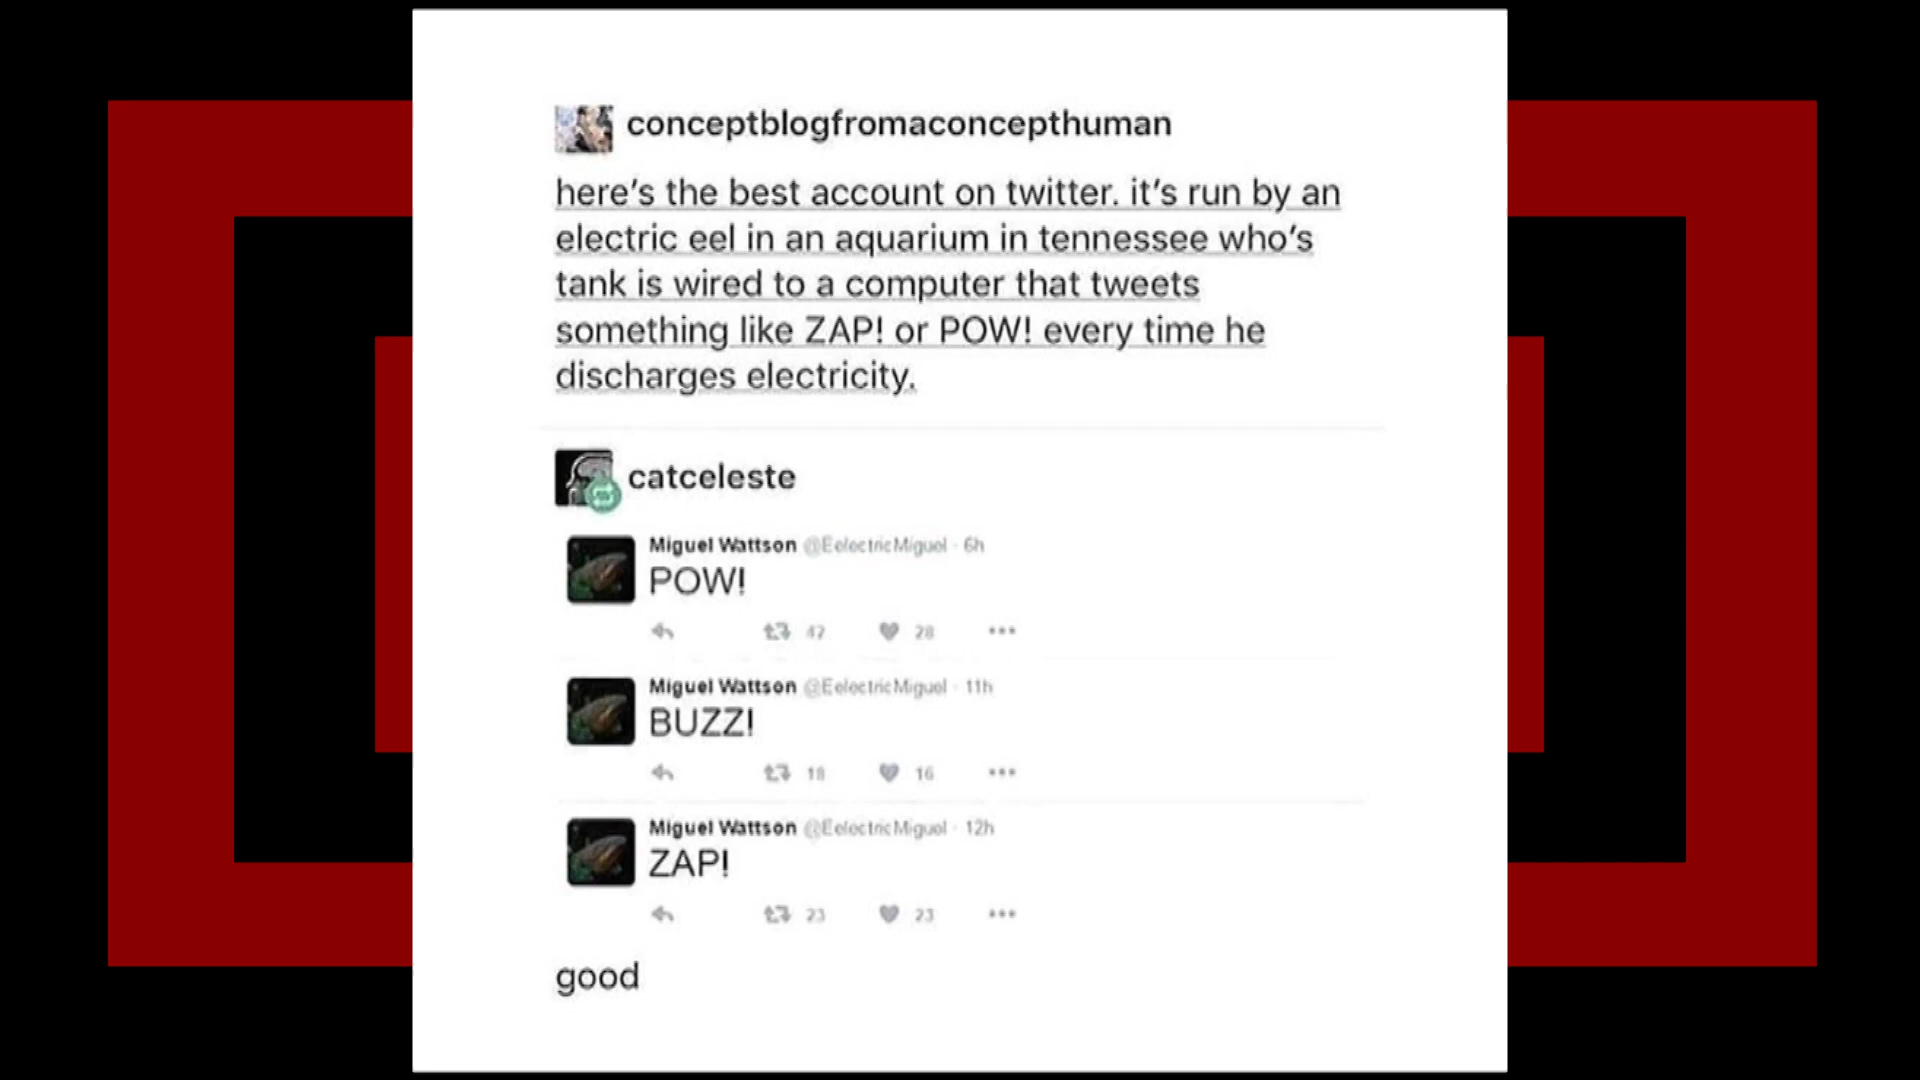 conceptblogfromaconcepthuman
here's the best account on twitter. it's run by an
electric eel in an aquarium in tennessee who's
tank is wired to a computer that tweets
something like ZAP! or POW! every time he
discharges electricity.
catceleste
Miguel Wattson @EelectricMiguel · 6h
POW!
47 28
Miguel Wattson @EelectricMiguel · 11h
BUZZ!
18 16
Miguel Wattson @EelectricMiguel · 12h
ZAP!
23 23
good